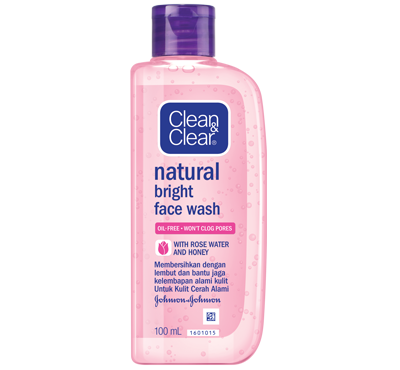 Clean &
Clear®
natural
bright
face wash
OIL-FREE • WON'T CLOG PORES
WITH ROSE WATER
AND HONEY
Membersihkan dengan
lembut dan bantu jaga
kelembapan alami kulit
Untuk Kulit Cerah Alami
Johnson & Johnson
100 mL
1601015